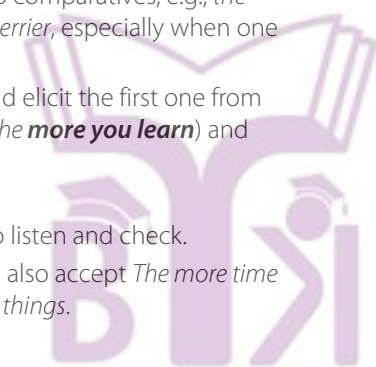 comparatives, e.g., the
errier, especially when one
d elicit the first one from
he more you learn) and
o listen and check.
also accept The more time
things.